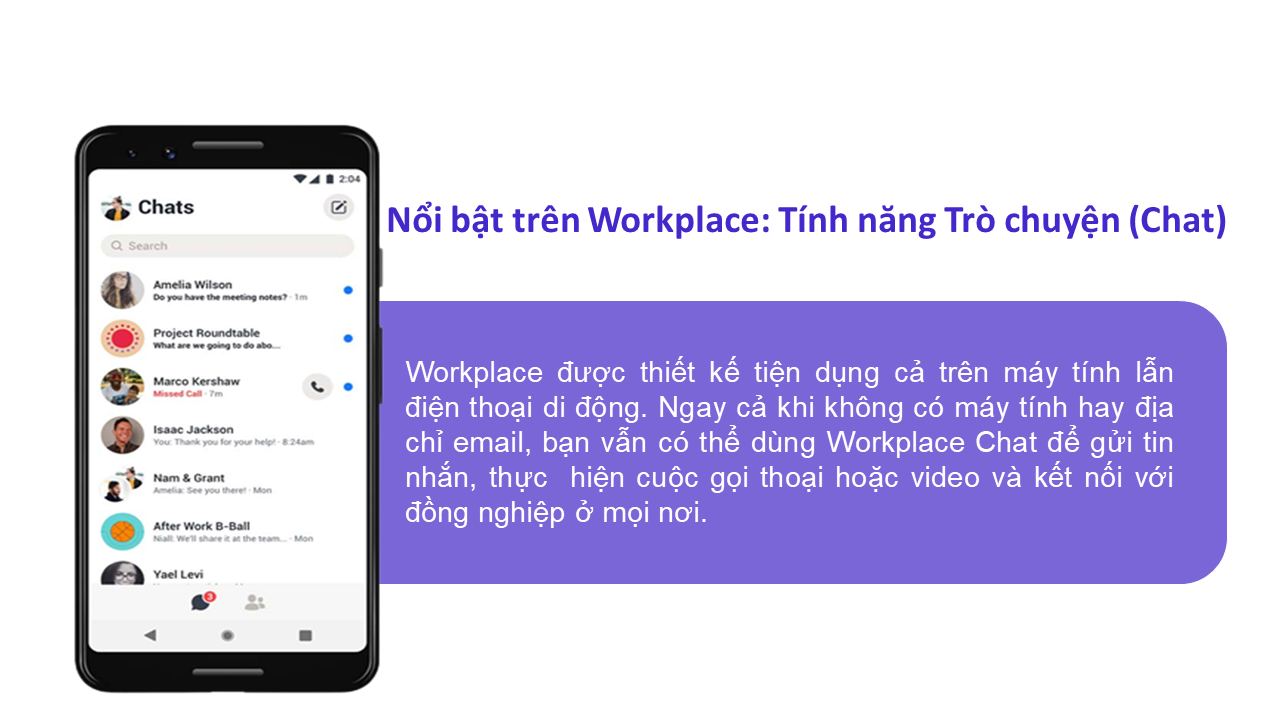 2:04
Chats
Search
Amelia Wilson
Do you have the meeting notes? · 1m
Project Roundtable
What are we going to do abo...
Marco Kershaw
Missed Call · 7m
Isaac Jackson
You: Thank you for your help! · 8:24am
Nam & Grant
Amelia: See you there! · Mon
After Work B-Ball
Niall: We'll share it at the team... · Mon
Yael Levi
3
Nổi bật trên Workplace: Tính năng Trò chuyện (Chat)
Workplace được thiết kế tiện dụng cả trên máy tính lẫn
điện thoại di động. Ngay cả khi không có máy tính hay địa
chỉ email, bạn vẫn có thể dùng Workplace Chat để gửi tin
nhắn, thực hiện cuộc gọi thoại hoặc video và kết nối với
đồng nghiệp ở mọi nơi.